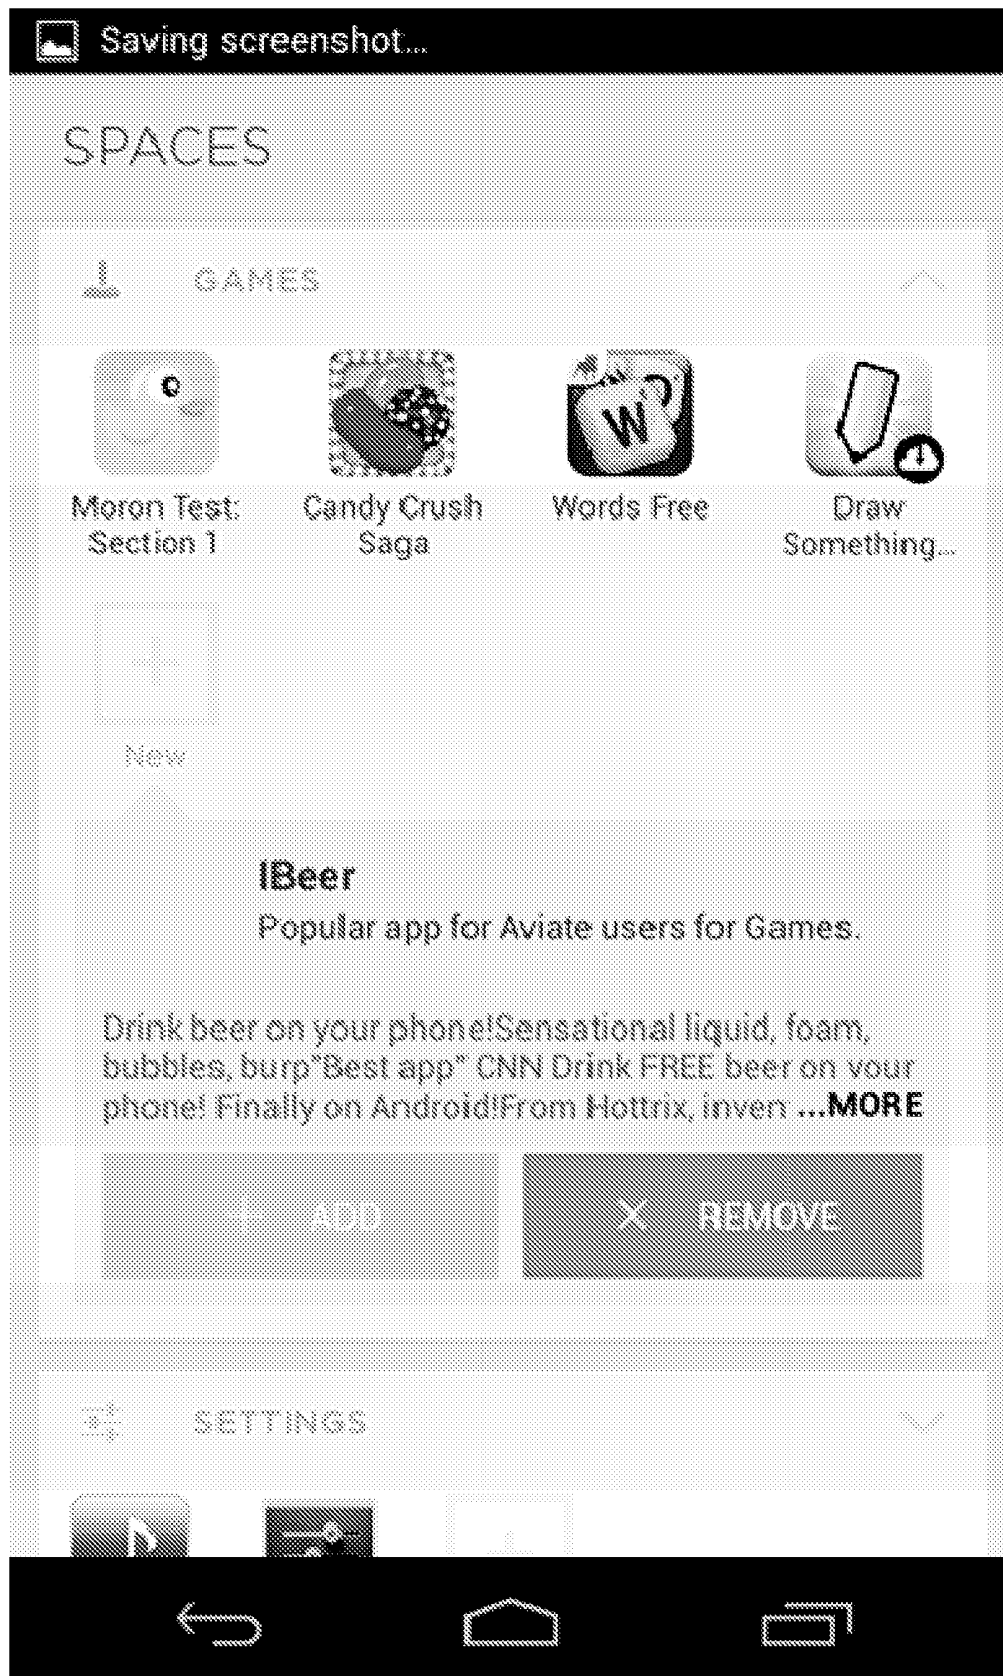 Saving screenshot...
SPACES
GAMES
W
Moron Test:
Section 1
Candy Crush
Saga
Words Free
Draw
Something...
New
IBeer
Popular app for Aviate users for Games.
Drink beer on your phone!Sensational liquid, foam,
bubbles, burp"Best app" CNN Drink FREE beer on your
phone! Finally on Android!From Hottrix, inven ...MORE
+ ADD
× REMOVE
SETTINGS